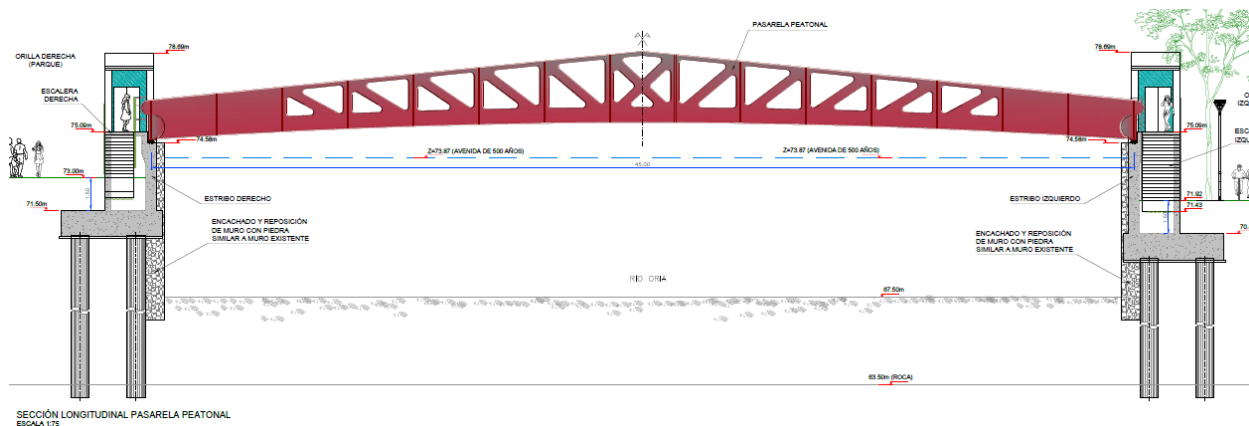 PASARELA PEATONAL
78.69m
78.69m
ORILLA DERECHA
(PARQUE)
ESCALERA
DERECHA
75.09m
75.09m
74.58m
74.58m
Z=73.87 (AVENIDA DE 500 AÑOS)
Z=73.87 (AVENIDA DE 500 AÑOS)
45.00
73.00m
1.50
71.50m
ESTRIBO DERECHO
ESTRIBO IZQUIERDO
71.92
71.43
ENCACHADO Y REPOSICIÓN
DE MURO CON PIEDRA
SIMILAR A MURO EXISTENTE
ENCACHADO Y REPOSICIÓN
DE MURO CON PIEDRA
SIMILAR A MURO EXISTENTE
RÍO ORIA
67.50m
63.50m (ROCA)
SECCIÓN LONGITUDINAL PASARELA PEATONAL
ESCALA 1:75